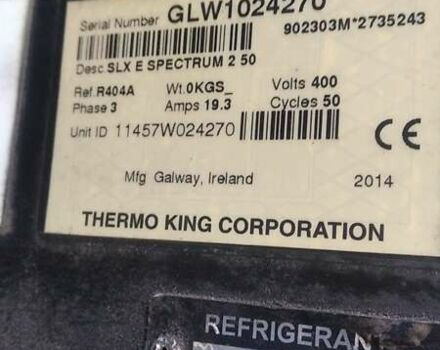 Serial Number GLW1024270
902303M*2735243
Desc SLX E SPECTRUM 2 50
Ref. R404A Wt. 0KGS_ Volts 400
Phase 3 Amps 19.3 Cycles 50
Unit ID 11457W024270
CE
Mfg Galway, Ireland 2014
THERMO KING CORPORATION
REFRIGERANT